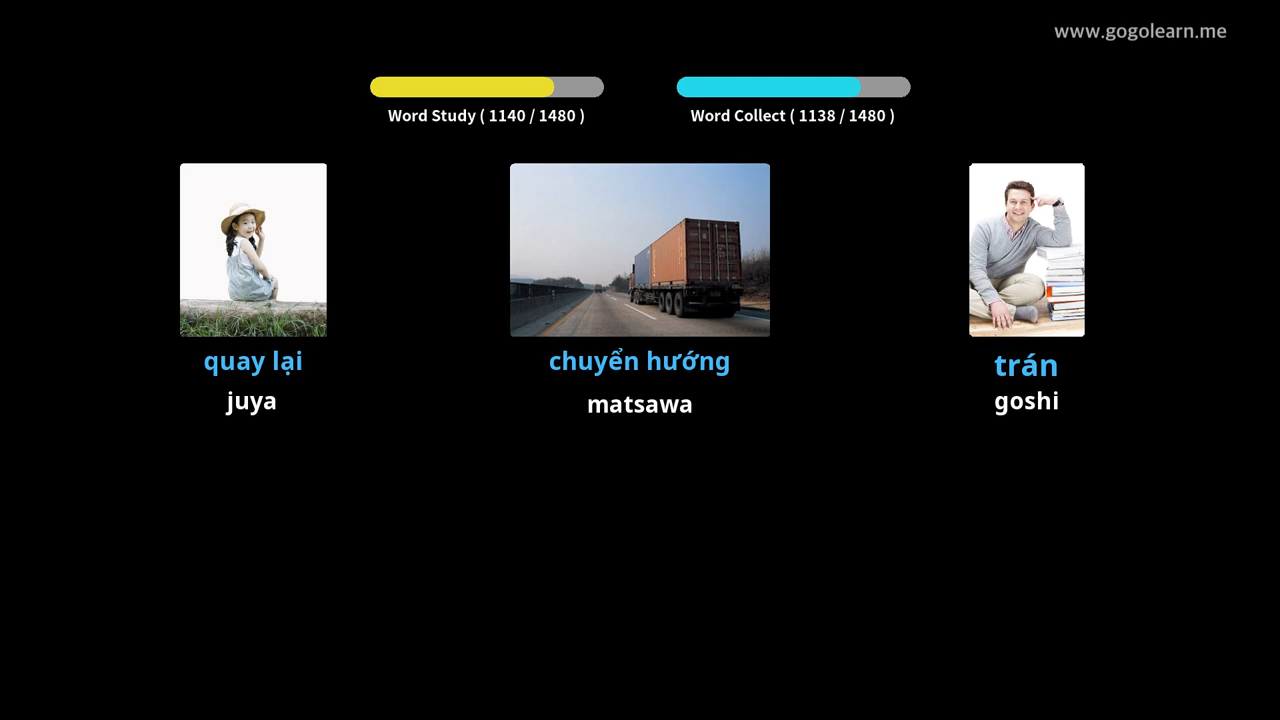 www.gogolearn.me
Word Study ( 1140 / 1480 )
Word Collect ( 1138 / 1480 )
quay lại
juya
chuyển hướng
matsawa
trán
goshi